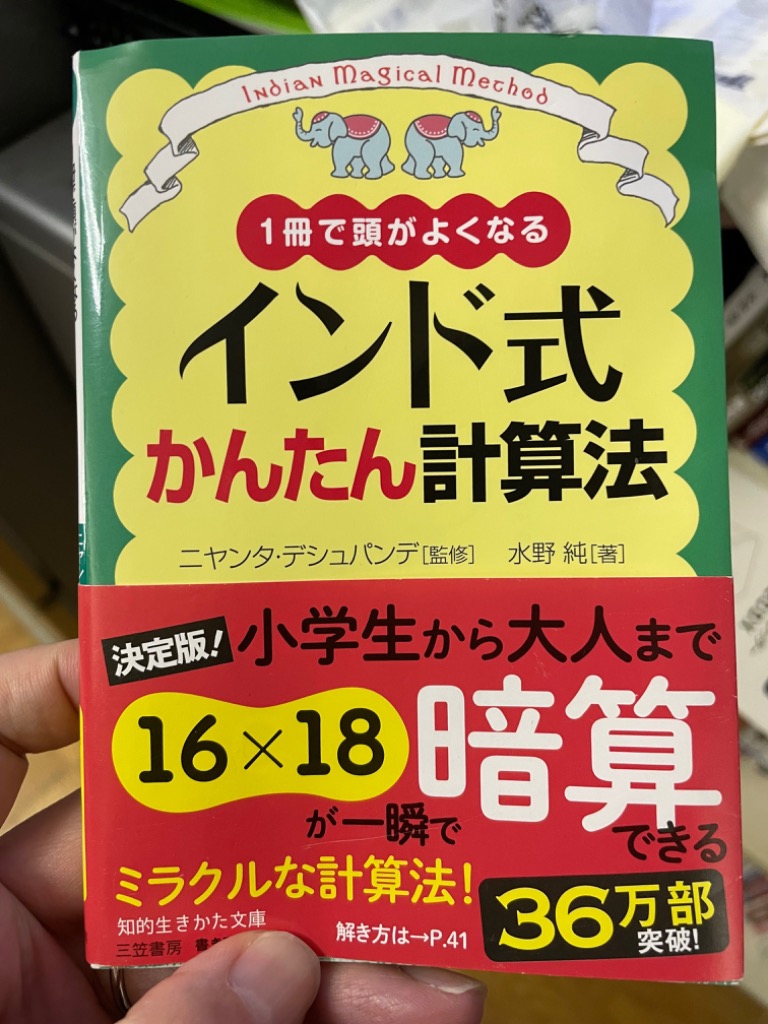 Indian Magical Method
1冊で頭がよくなる
インド式
かんたん計算法
ニヤンタ・デシュパンデ[監修] 水野 純[著]
決定版! 小学生から大人まで
16×18
が一瞬で
暗算
できる
ミラクルな計算法!
36万部
突破!
知的生きかた文庫
三笠書房
解き方は→P.41